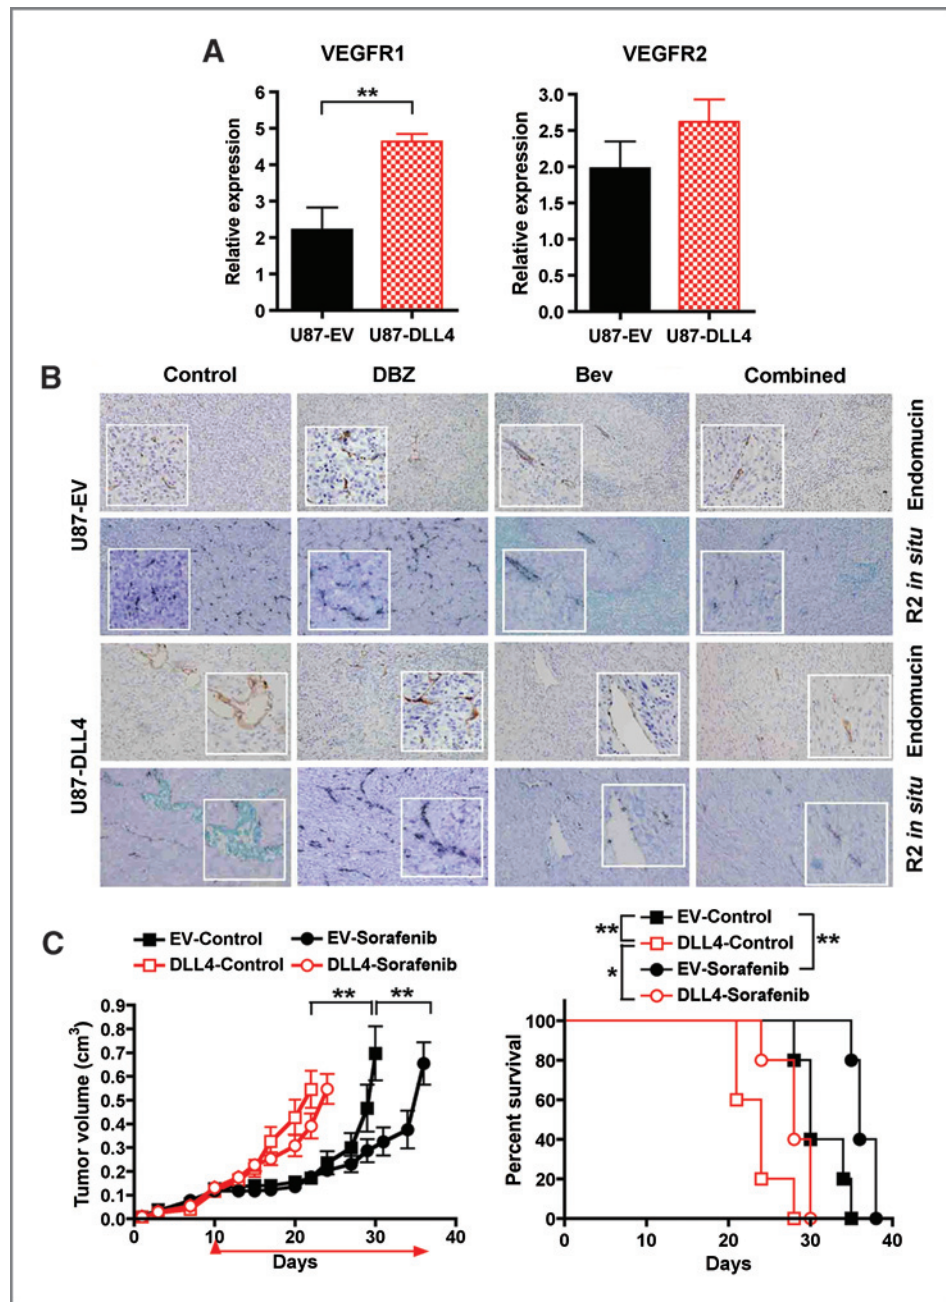 A
VEGFR1
VEGFR2
**
Relative expression
6
5
4
3
2
1
0
U87-EV
U87-DLL4
Relative expression
3.0
2.5
2.0
1.5
1.0
0.5
0.0
U87-EV
U87-DLL4
B
Control
DBZ
Bev
Combined
U87-EV
Endomucin
R2 in situ
U87-DLL4
Endomucin
R2 in situ
C
EV-Control
EV-Sorafenib
DLL4-Control
DLL4-Sorafenib
**
**
Tumor volume (cm3)
0.9
0.8
0.7
0.6
0.5
0.4
0.3
0.2
0.1
0.0
0 10 20 30 40
Days
EV-Control
DLL4-Control
EV-Sorafenib
DLL4-Sorafenib
**
*
**
Percent survival
100
80
60
40
20
0
0 20 40
Days